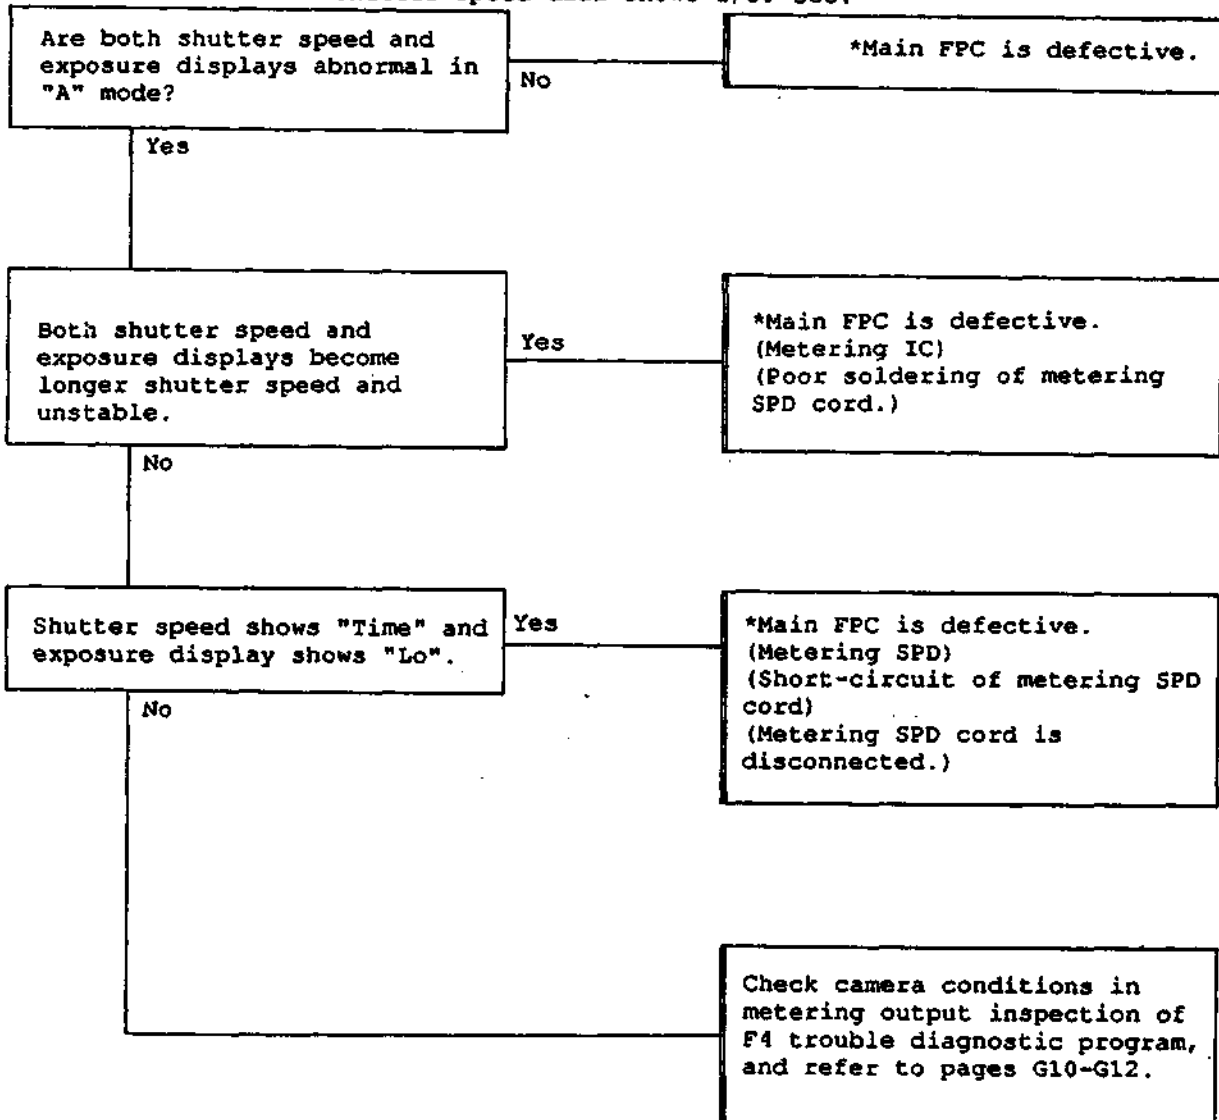 Are both shutter speed and
exposure displays abnormal in
"A" mode?
No
*Main FPC is defective.
Yes
Both shutter speed and
exposure displays become
longer shutter speed and
unstable.
Yes
*Main FPC is defective.
(Metering IC)
(Poor soldering of metering
SPD cord.)
No
Shutter speed shows "Time" and
exposure display shows "Lo".
Yes
*Main FPC is defective.
(Metering SPD)
(Short-circuit of metering SPD
cord)
(Metering SPD cord is
disconnected.)
No
Check camera conditions in
metering output inspection of
F4 trouble diagnostic program,
and refer to pages G10-G12.